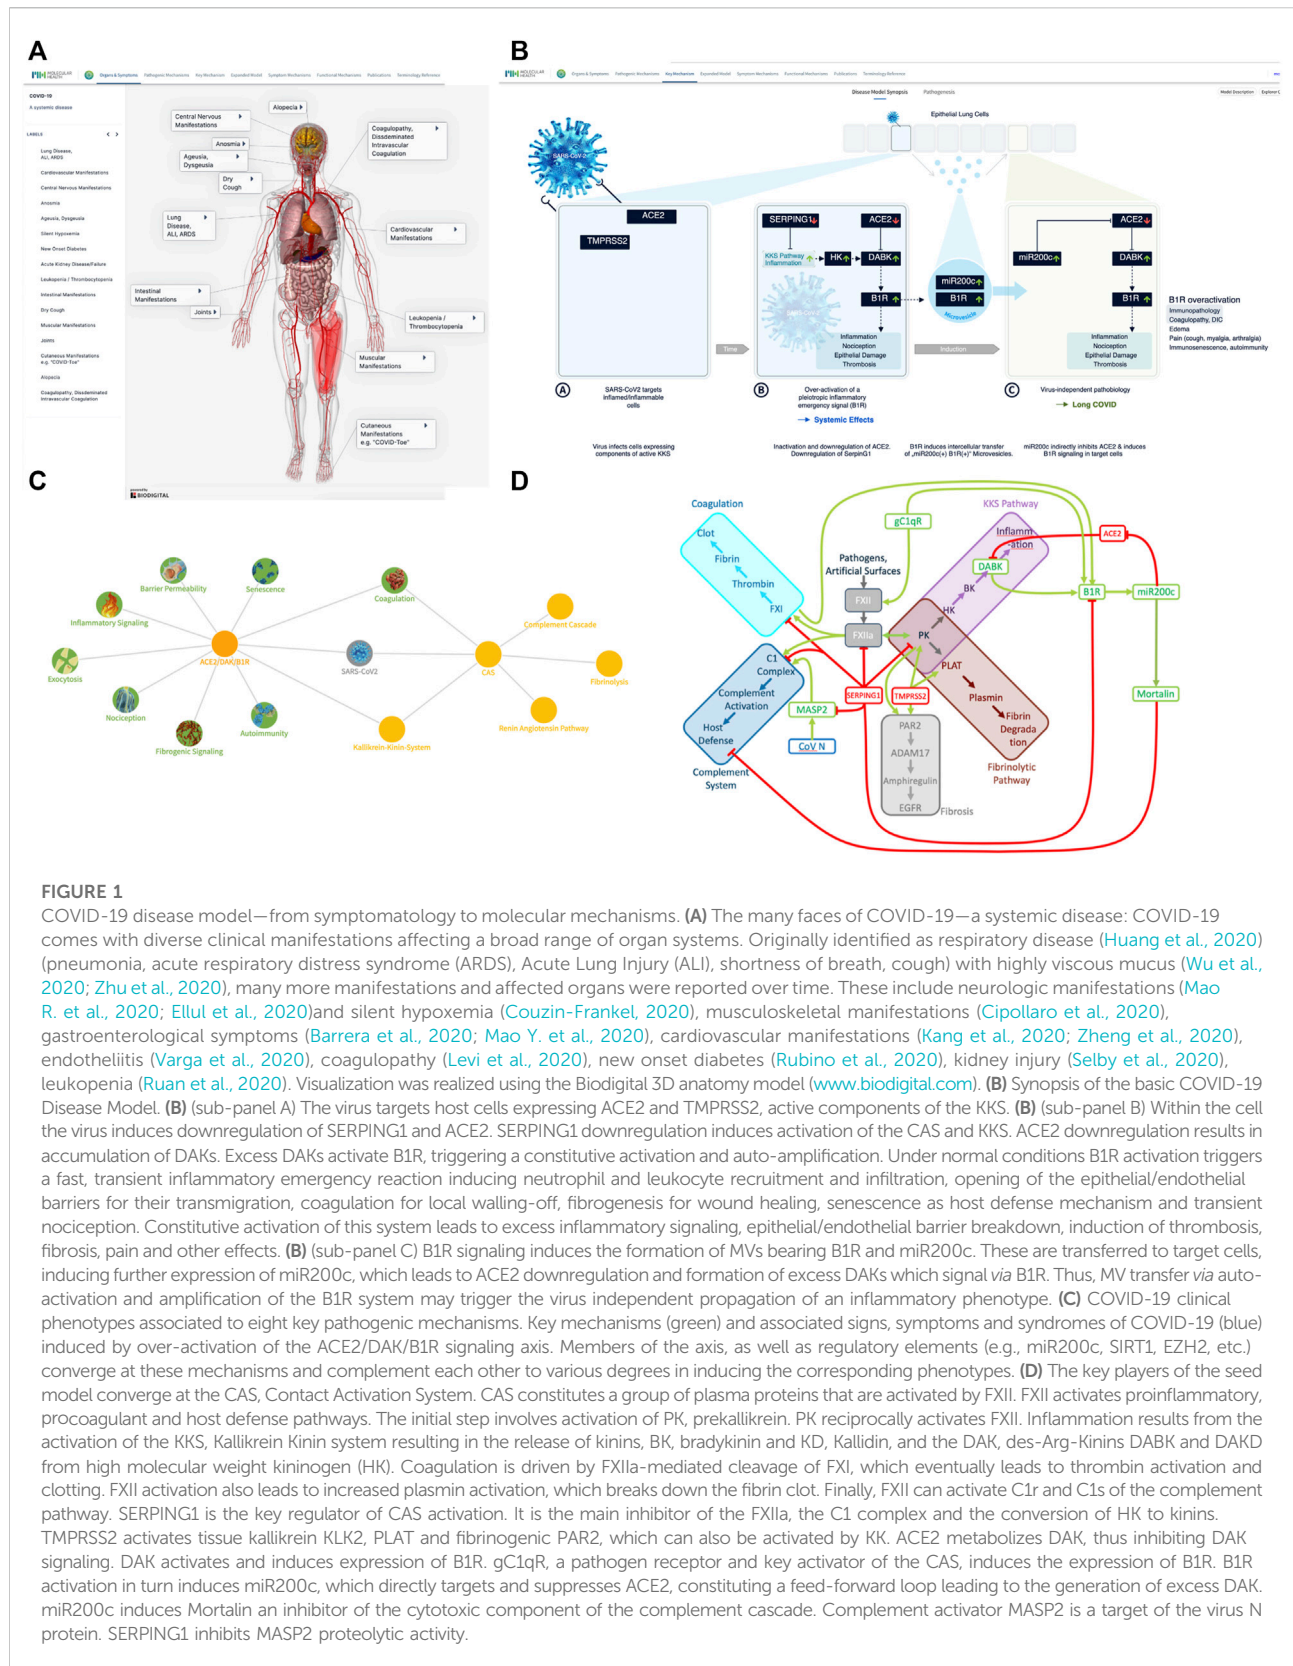 A
MOLECULAR
HEALTH
Organs & Symptoms Pathogenic Mechanisms Key Mechanism Expanded Model Symptom Mechanisms Functional Mechanisms Publications Terminology Reference
COVID-19
A systemic disease
LABELS
Lung Disease,
ALI, ARDS
Cardiovascular Manifestations
Central Nervous Manifestations
Anosmia
Ageusia, Dysgeusia
Silent Hypoxemia
New Onset Diabetes
Acute Kidney Disease/Failure
Leukopenia / Thrombocytopenia
Intestinal Manifestations
Dry Cough
Muscular Manifestations
Joints
Cutaneous Manifestations
e.g. "COVID-Toe"
Alopecia
Coagulopathy, Disseminated
Intravascular Coagulation
Alopecia
Central Nervous
Manifestations
Anosmia
Ageusia,
Dysgeusia
Dry
Cough
Coagulopathy,
Dissdeminated
Intravascular
Coagulation
Lung
Disease,
ALI, ARDS
Cardiovascular
Manifestations
Intestinal
Manifestations
Joints
Leukopenia /
Thrombocytopenia
Muscular
Manifestations
Cutaneous
Manifestations
e.g. "COVID-Toe"
powered by
BIODIGITAL
B
MOLECULAR
HEALTH
Organs & Symptoms Pathogenic Mechanisms Key Mechanism Expanded Model Symptom Mechanisms Functional Mechanisms Publications Terminology Reference
Disease Model Synopsis Pathogenesis
Model Description
Epithelial Lung Cells
SARS-CoV-2
ACE2
TMPRSS2
Time
SERPING1
ACE2
KKS Pathway
Inflammation
HK
DABK
B1R
Inflammation
Nociception
Epithelial Damage
Thrombosis
miR200c
B1R
Microvesicle
Induction
ACE2
miR200c
DABK
B1R
Inflammation
Nociception
Epithelial Damage
Thrombosis
B1R overactivation
Immunopathology
Coagulopathy, DIC
Edema
Pain (cough, myalgia, arthralgia)
Immunosenescence, autoimmunity
A
SARS-CoV2 targets
inflamed/inflammable
cells
B
Over-activation of a
pleiotropic inflammatory
emergency signal (B1R)
Systemic Effects
C
Virus-independent pathobiology
Long COVID
Virus infects cells expressing
components of active KKS
Inactivation and downregulation of ACE2.
Downregulation of SerpinG1
B1R induces intercellular transfer
of „miR200c(+) B1R(+)“ Microvesicles.
miR200c indirectly inhibits ACE2 & induces
B1R signaling in target cells
C
Barrier Permeability
Senescence
Coagulation
Inflammatory Signaling
Complement Cascade
ACE2/DAK/B1R
SARS-CoV2
CAS
Fibrinolysis
Exocytosis
Nociception
Renin Angiotensin Pathway
Fibrogenic Signaling
Autoimmunity
Kallikrein-Kinin-System
D
Coagulation
KKS Pathway
gC1qR
Clot
Fibrin
Thrombin
FXI
Pathogens,
Artificial Surfaces
FXII
FXIIa
Inflamm
-ation
DABK
BK
HK
PK
ACE2
B1R
miR200c
C1
Complex
Complement
Activation
Host
Defense
Complement
System
MASP2
CoV N
SERPING1
TMPRSS2
PLAT
Plasmin
Fibrin
Degrada
tion
Fibrinolytic
Pathway
Mortalin
PAR2
ADAM17
Amphiregulin
EGFR
Fibrosis
FIGURE 1
COVID-19 disease model—from symptomatology to molecular mechanisms. (A) The many faces of COVID-19—a systemic disease: COVID-19
comes with diverse clinical manifestations affecting a broad range of organ systems. Originally identified as respiratory disease (Huang et al., 2020)
(pneumonia, acute respiratory distress syndrome (ARDS), Acute Lung Injury (ALI), shortness of breath, cough) with highly viscous mucus (Wu et al.,
2020; Zhu et al., 2020), many more manifestations and affected organs were reported over time. These include neurologic manifestations (Mao
R. et al., 2020; Ellul et al., 2020)and silent hypoxemia (Couzin-Frankel, 2020), musculoskeletal manifestations (Cipollaro et al., 2020),
gastroenterological symptoms (Barrera et al., 2020; Mao Y. et al., 2020), cardiovascular manifestations (Kang et al., 2020; Zheng et al., 2020),
endotheliitis (Varga et al., 2020), coagulopathy (Levi et al., 2020), new onset diabetes (Rubino et al., 2020), kidney injury (Selby et al., 2020),
leukopenia (Ruan et al., 2020). Visualization was realized using the Biodigital 3D anatomy model (www.biodigital.com). (B) Synopsis of the basic COVID-19
Disease Model. (B) (sub-panel A) The virus targets host cells expressing ACE2 and TMPRSS2, active components of the KKS. (B) (sub-panel B) Within the cell
the virus induces downregulation of SERPING1 and ACE2. SERPING1 downregulation induces activation of the CAS and KKS. ACE2 downregulation results in
accumulation of DAKs. Excess DAKs activate B1R, triggering a constitutive activation and auto-amplification. Under normal conditions B1R activation triggers
a fast, transient inflammatory emergency reaction inducing neutrophil and leukocyte recruitment and infiltration, opening of the epithelial/endothelial
barriers for their transmigration, coagulation for local walling-off, fibrogenesis for wound healing, senescence as host defense mechanism and transient
nociception. Constitutive activation of this system leads to excess inflammatory signaling, epithelial/endothelial barrier breakdown, induction of thrombosis,
fibrosis, pain and other effects. (B) (sub-panel C) B1R signaling induces the formation of MVs bearing B1R and miR200c. These are transferred to target cells,
inducing further expression of miR200c, which leads to ACE2 downregulation and formation of excess DAKs which signal via B1R. Thus, MV transfer via auto-
activation and amplification of the B1R system may trigger the virus independent propagation of an inflammatory phenotype. (C) COVID-19 clinical
phenotypes associated to eight key pathogenic mechanisms. Key mechanisms (green) and associated signs, symptoms and syndromes of COVID-19 (blue)
induced by over-activation of the ACE2/DAK/B1R signaling axis. Members of the axis, as well as regulatory elements (e.g., miR200c, SIRT1, EZH2, etc.)
converge at these mechanisms and complement each other to various degrees in inducing the corresponding phenotypes. (D) The key players of the seed
model converge at the CAS, Contact Activation System. CAS constitutes a group of plasma proteins that are activated by FXII. FXII activates proinflammatory,
procoagulant and host defense pathways. The initial step involves activation of PK, prekallikrein. PK reciprocally activates FXII. Inflammation results from the
activation of the KKS, Kallikrein Kinin system resulting in the release of kinins, BK, bradykinin and KD, Kallidin, and the DAK, des-Arg-Kinins DABK and DAKD
from high molecular weight kininogen (HK). Coagulation is driven by FXIIa-mediated cleavage of FXI, which eventually leads to thrombin activation and
clotting. FXII activation also leads to increased plasmin activation, which breaks down the fibrin clot. Finally, FXII can activate C1r and C1s of the complement
pathway. SERPING1 is the key regulator of CAS activation. It is the main inhibitor of the FXIIa, the C1 complex and the conversion of HK to kinins.
TMPRSS2 activates tissue kallikrein KLK2, PLAT and fibrinogenic PAR2, which can also be activated by KK. ACE2 metabolizes DAK, thus inhibiting DAK
signaling. DAK activates and induces expression of B1R. gC1qR, a pathogen receptor and key activator of the CAS, induces the expression of B1R. B1R
activation in turn induces miR200c, which directly targets and suppresses ACE2, constituting a feed-forward loop leading to the generation of excess DAK.
miR200c induces Mortalin an inhibitor of the cytotoxic component of the complement cascade. Complement activator MASP2 is a target of the virus N
protein. SERPING1 inhibits MASP2 proteolytic activity.